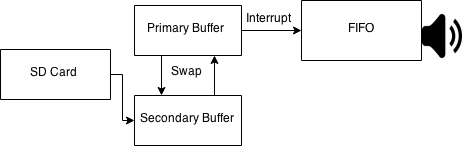 Primary Buffer
Interrupt
FIFO
Swap
SD Card
Secondary Buffer